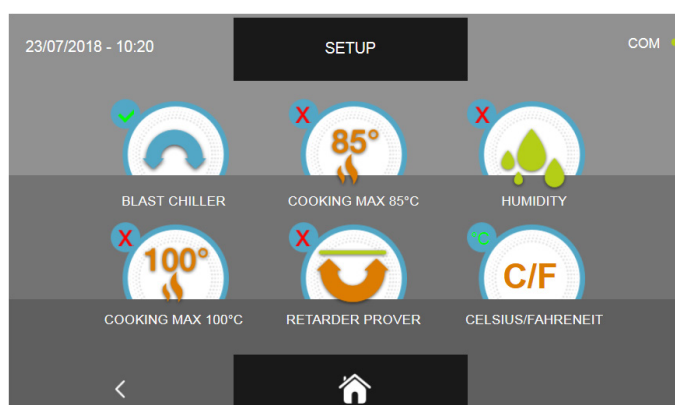 23/07/2018 - 10:20 SETUP COM
X X
85°
BLAST CHILLER COOKING MAX 85°C HUMIDITY
X X °C
100° C/F
COOKING MAX 100°C RETARDER PROVER CELSIUS/FAHRENEIT